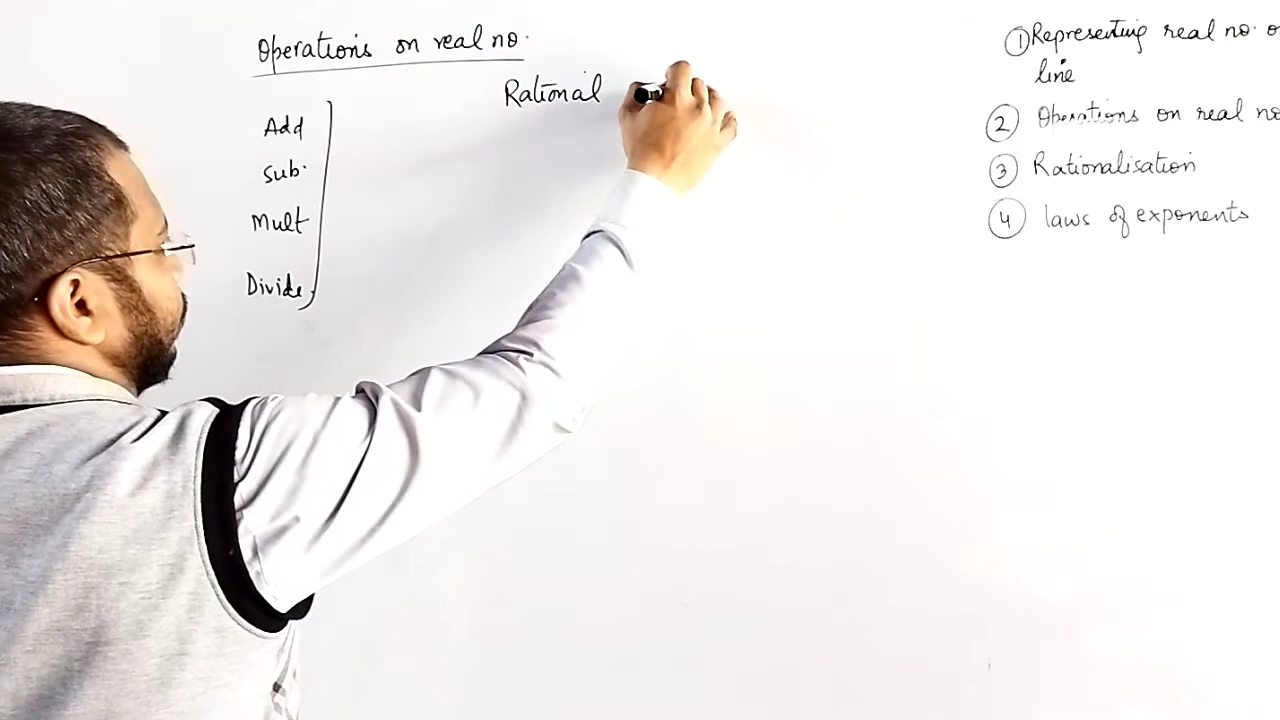 Operations on real no.
Rational
Add
Sub.
Mult
Divide
① Representing real no. o
line
② Operations on real no
③ Rationalisation
④ laws of exponents